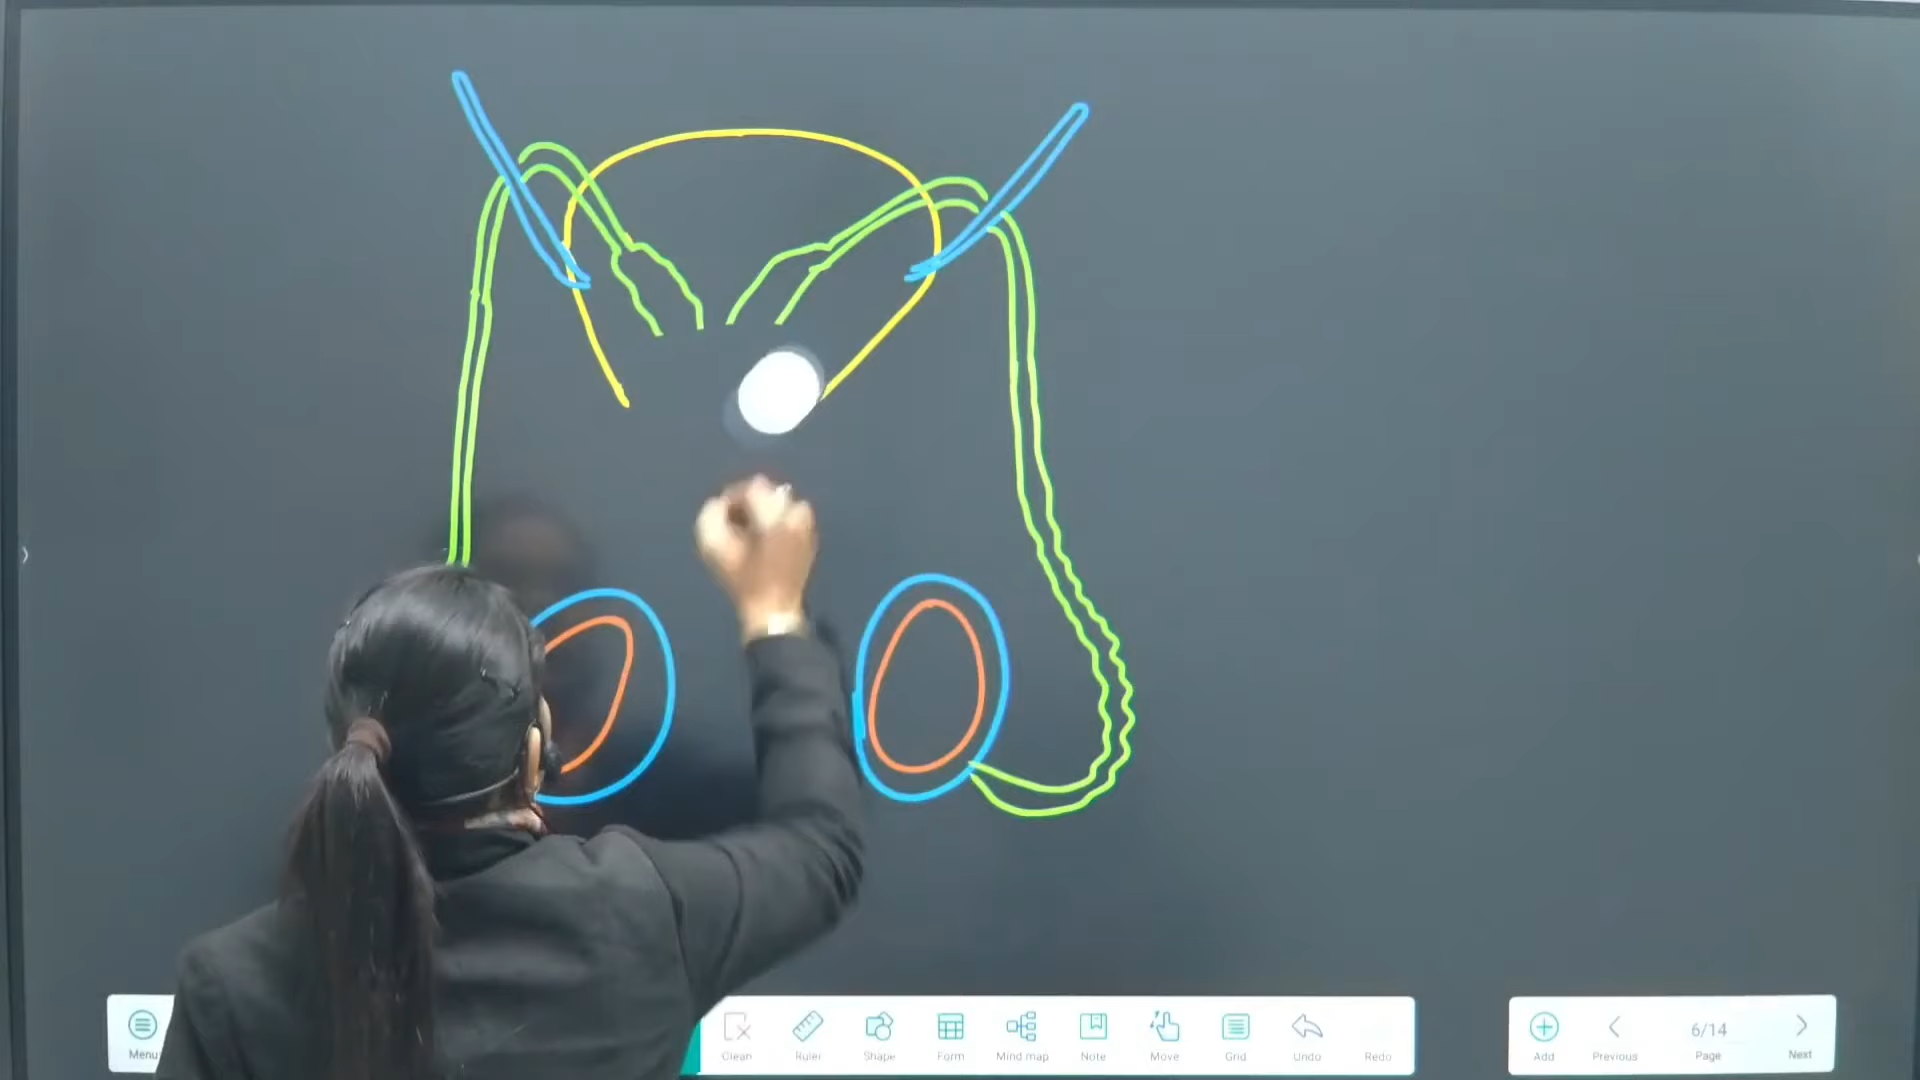 Menu
Clean
Ruler
Shape
Form
Mind map
Note
Move
Grid
Undo
Redo
Add
Previous
6/14
Page
Next